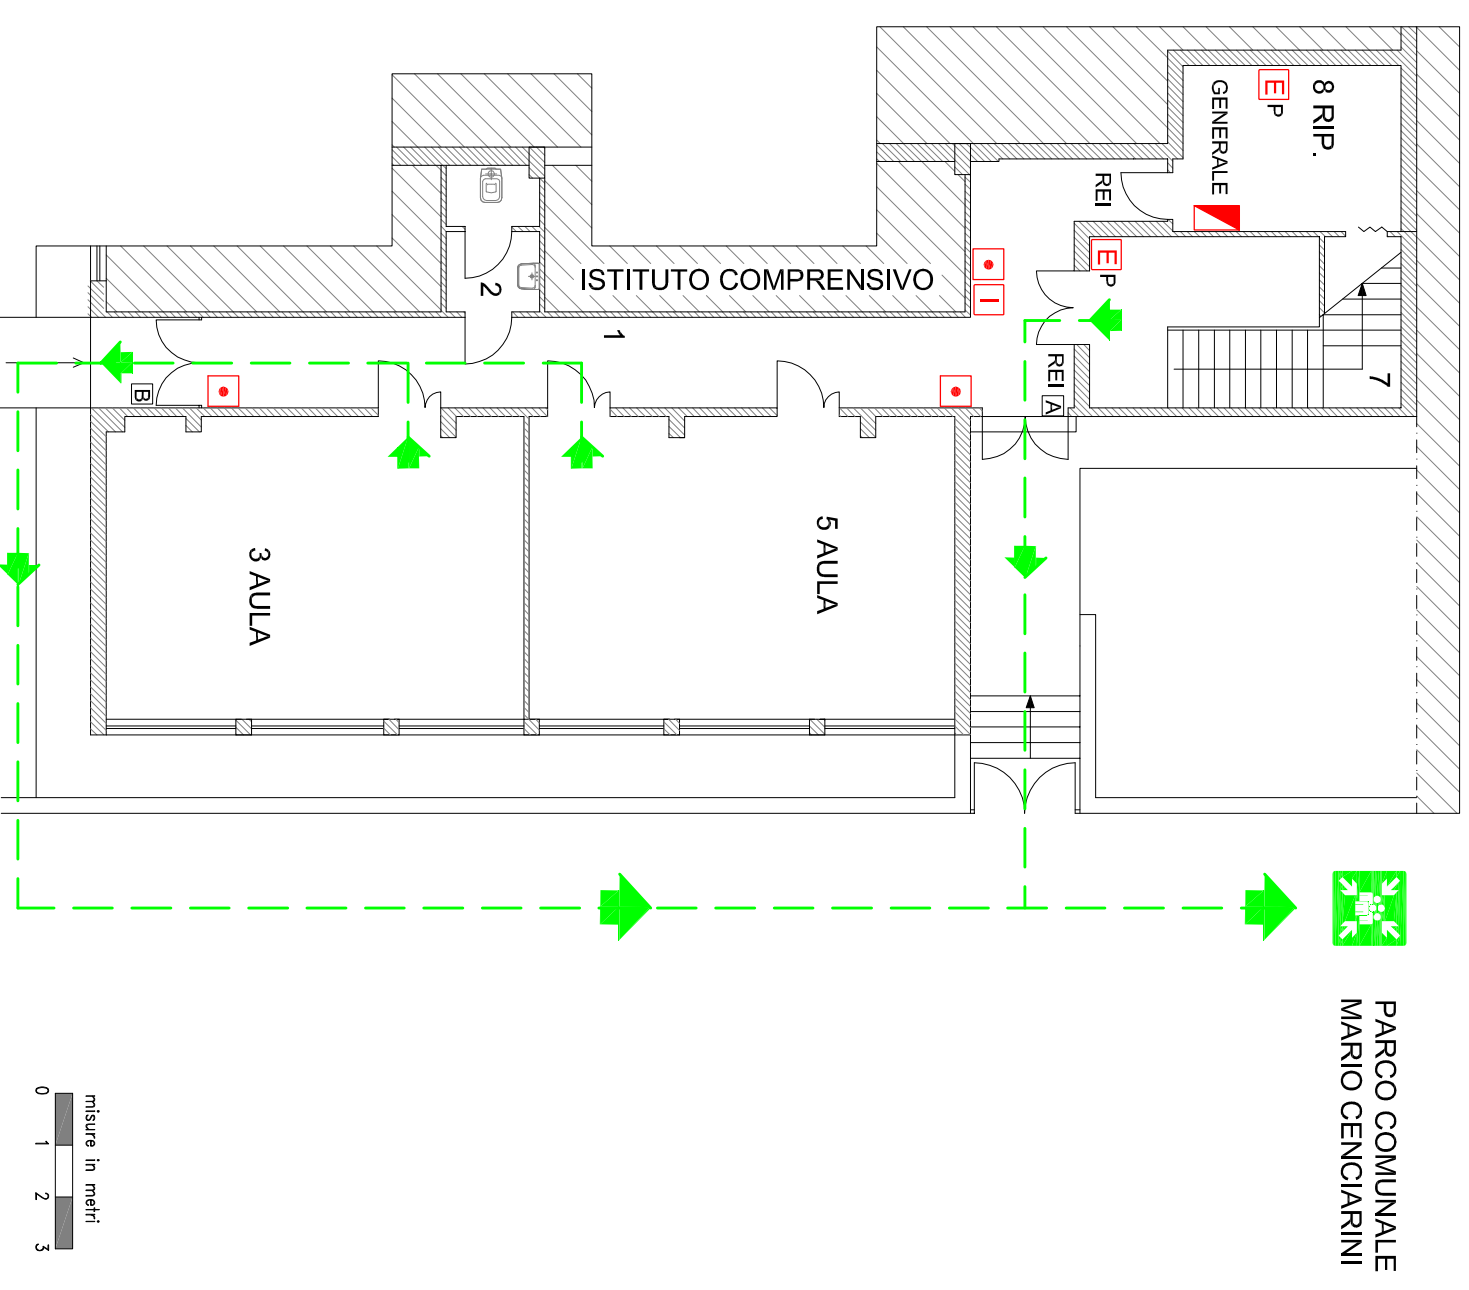 8 RIP.
E P
GENERALE
REI
E P
ISTITUTO COMPRENSIVO
2
1
7
REI
A
B
I
5 AULA
3 AULA
PARCO COMUNALE
MARIO CENCIARINI
misure in metri
0 1 2 3